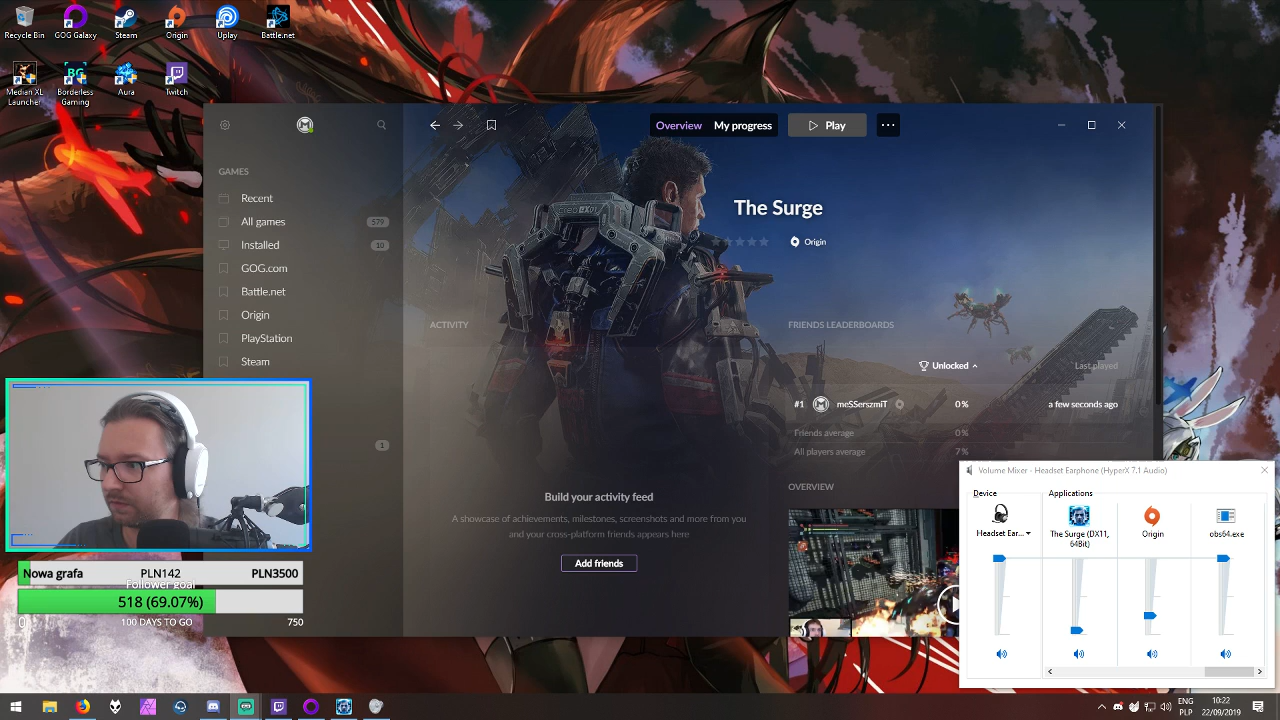 Recycle Bin
GOG Galaxy
Steam
Origin
Uplay
Battle.net
Median XL
Launcher
BG
Borderless
Gaming
Aura
Twitch
Overview
My progress
Play
GAMES
Recent
All games
579
Installed
10
GOG.com
Battle.net
Origin
PlayStation
Steam
1
The Surge
Origin
CREO
EXO
ACTIVITY
FRIENDS LEADERBOARDS
Unlocked
Last played
#1
meSSerszmiT
0%
a few seconds ago
Friends average
0%
All players average
7%
OVERVIEW
Build your activity feed
A showcase of achievements, milestones, screenshots and more from you
and your cross-platform friends appears here
Add friends
Volume Mixer - Headset Earphone (HyperX 7.1 Audio)
Device
Applications
Headset Ear...
The Surge (DX11,
64Bit)
Origin
obs64.exe
Nowa grafa
PLN142
PLN3500
Follower goal
518 (69.07%)
0
100 DAYS TO GO
750
ENG
PLP
10:22
22/09/2019